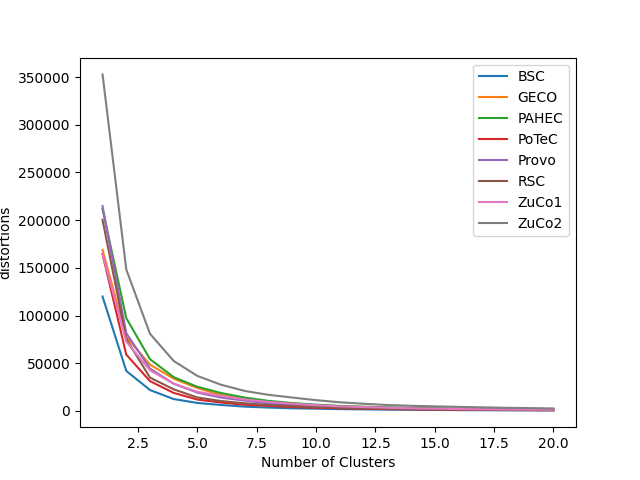 350000
300000
250000
200000
150000
100000
50000
0
distortions
2.5 5.0 7.5 10.0 12.5 15.0 17.5 20.0
Number of Clusters
BSC
GECO
PAHEC
PoTeC
Provo
RSC
ZuCo1
ZuCo2